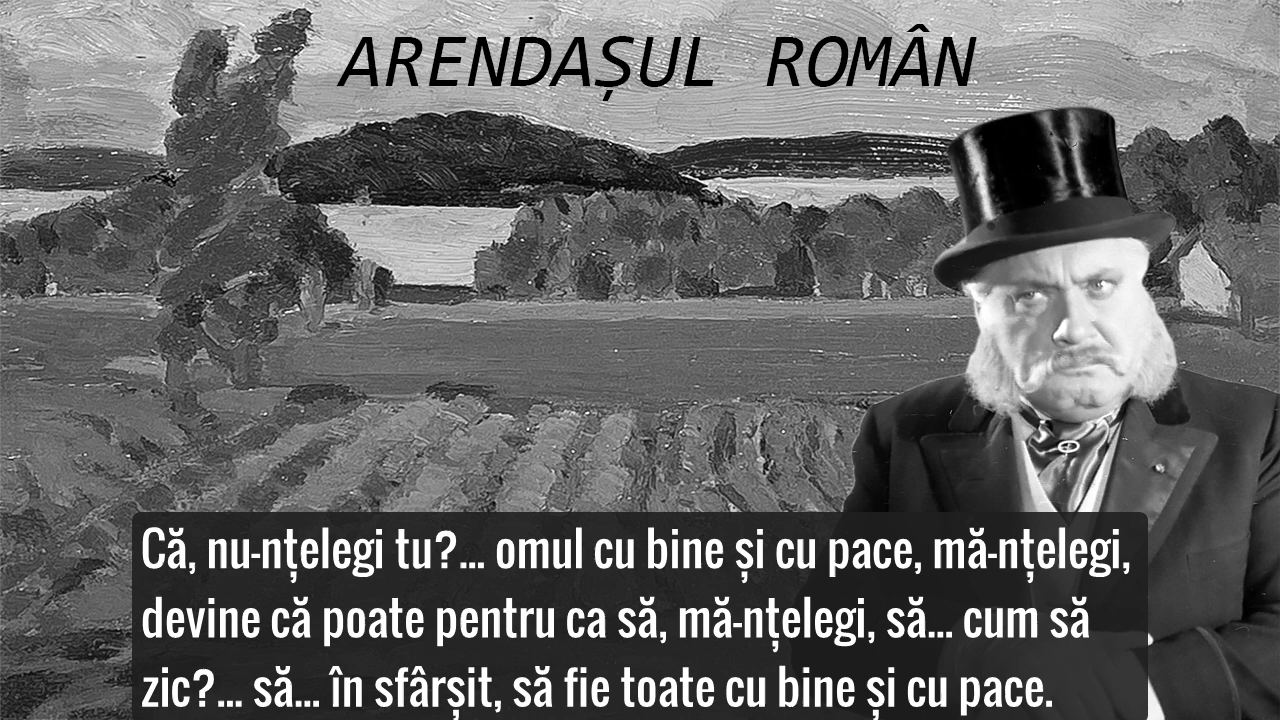 ARENDAȘUL ROMÂN
Că, nu-nțelegi tu?... omul cu bine și cu pace, mă-nțelegi,
devine că poate pentru ca să, mă-nțelegi, să... cum să
zic?... să... în sfârșit, să fie toate cu bine și cu pace.